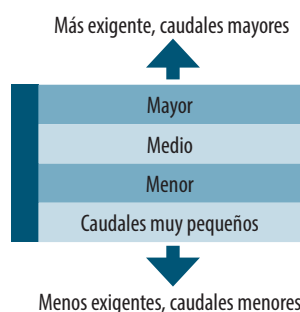 Más exigente, caudales mayores
Mayor
Medio
Menor
Caudales muy pequeños
Menos exigentes, caudales menores